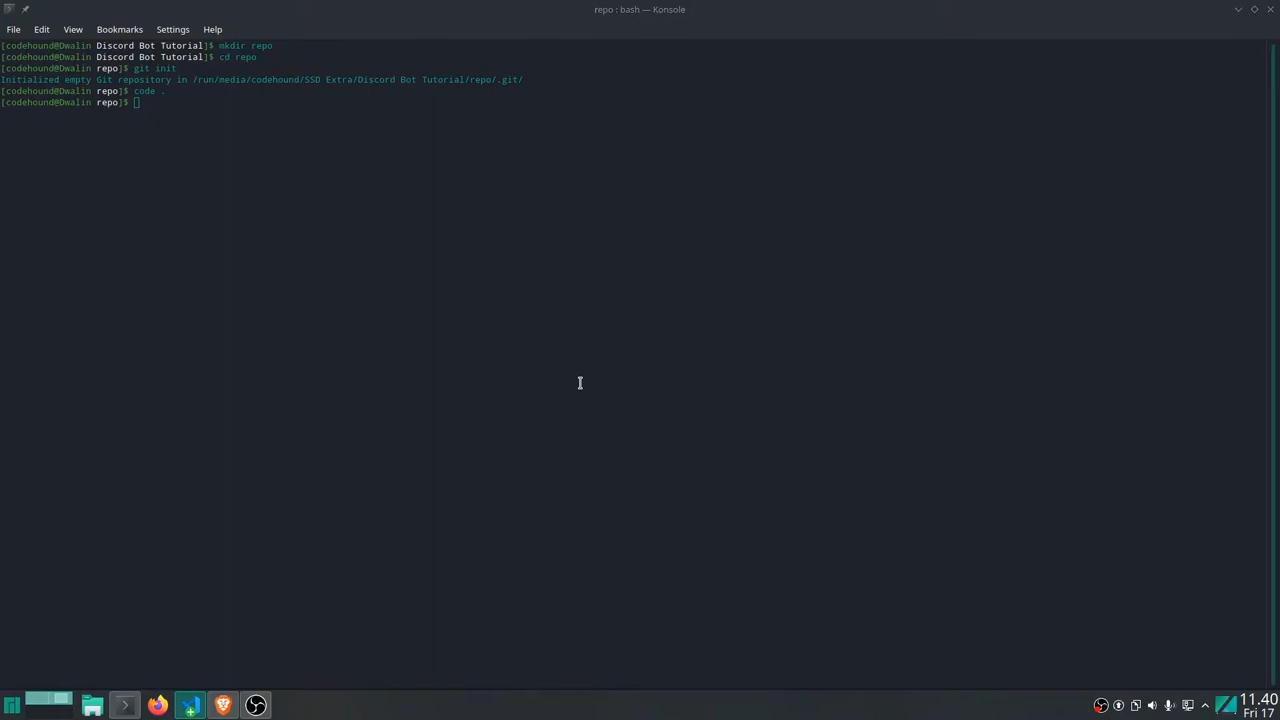 repo : bash — Konsole
File Edit View Bookmarks Settings Help
[codehound@Dwalin Discord Bot Tutorial]$ mkdir repo
[codehound@Dwalin Discord Bot Tutorial]$ cd repo
[codehound@Dwalin repo]$ git init
Initialized empty Git repository in /run/media/codehound/SSD Extra/Discord Bot Tutorial/repo/.git/
[codehound@Dwalin repo]$ code .
[codehound@Dwalin repo]$
11.40
Fri 17